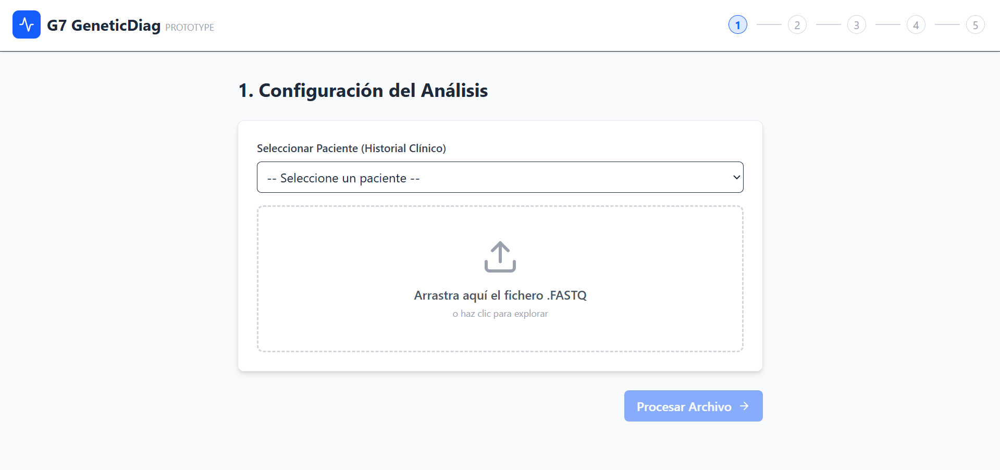 G7 GeneticDiag PROTOTYPE
1 2 3 4 5
1. Configuración del Análisis
Seleccionar Paciente (Historial Clínico)
-- Seleccione un paciente --
Arrastra aquí el fichero .FASTQ
o haz clic para explorar
Procesar Archivo →